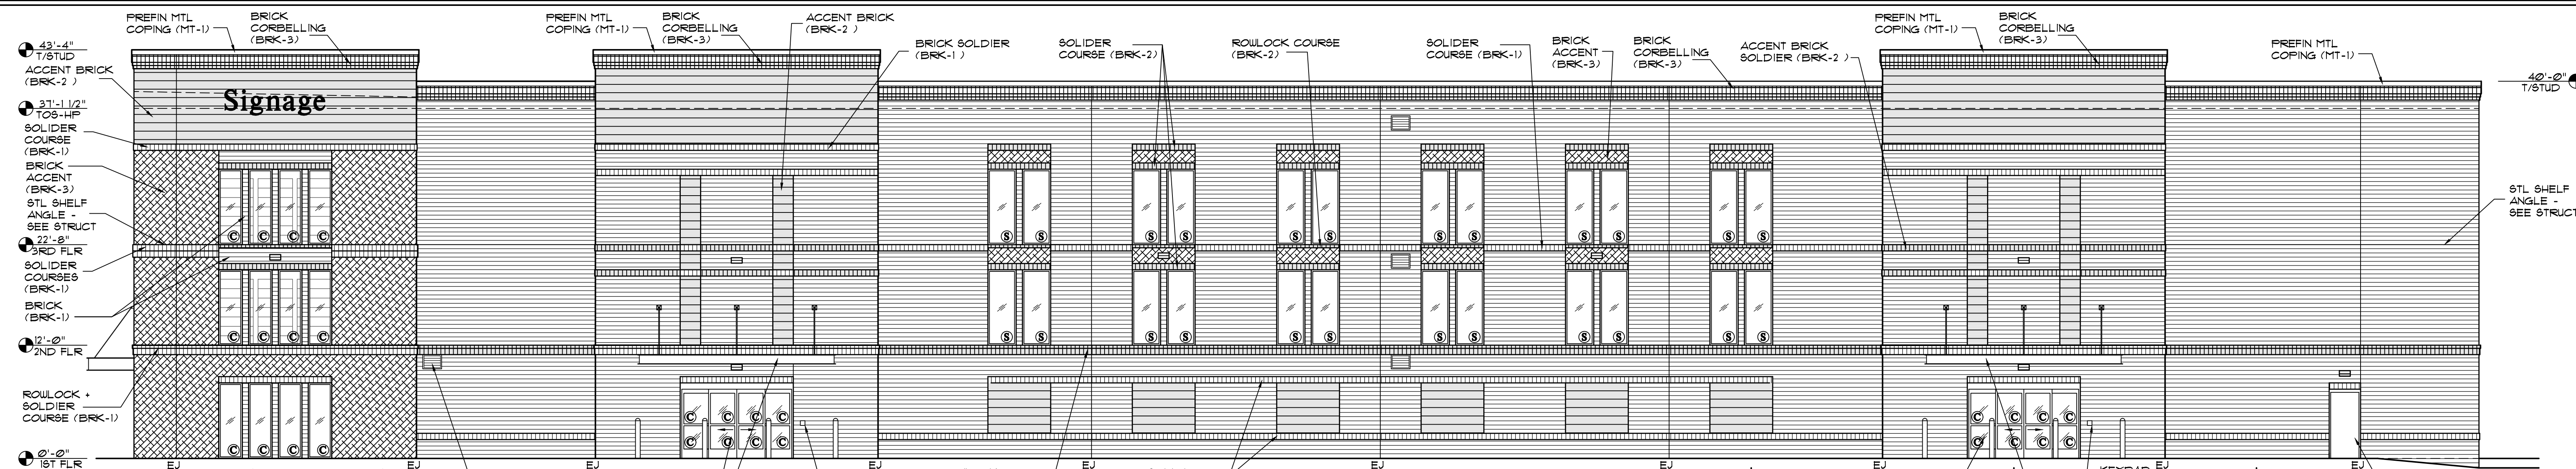 PREFIN MTL
COPING (MT-1)
BRICK
CORBELLING
(BRK-3)
PREFIN MTL
COPING (MT-1)
BRICK
CORBELLING
(BRK-3)
ACCENT BRICK
(BRK-2 )
BRICK SOLDIER
(BRK-1 )
SOLIDER
COURSE (BRK-2)
ROWLOCK COURSE
(BRK-2)
SOLIDER
COURSE (BRK-1)
BRICK
ACCENT
(BRK-3)
BRICK
CORBELLING
(BRK-3)
ACCENT BRICK
SOLDIER (BRK-2 )
PREFIN MTL
COPING (MT-1)
BRICK
CORBELLING
(BRK-3)
PREFIN MTL
COPING (MT-1)
40'-0"
T/STUD
43'-4"
T/STUD
ACCENT BRICK
(BRK-2 )
Signage
37'-1 1/2"
TOS-HP
SOLIDER
COURSE
(BRK-1)
BRICK
ACCENT
(BRK-3)
STL SHELF
ANGLE -
SEE STRUCT
22'-8"
3RD FLR
SOLIDER
COURSES
(BRK-1)
BRICK
(BRK-1)
12'-0"
2ND FLR
ROWLOCK +
SOLDIER
COURSE (BRK-1)
0'-0"
1ST FLR
STL SHELF
ANGLE -
SEE STRUCT
C C C C
S S S S S S S S S S S S
C C C C
S S S S S S S S S S S S
C C C C
C C C C
C C C C
C C C C
C C C C
EJ EJ EJ EJ EJ EJ EJ EJ EJ EJ
KEYPAD